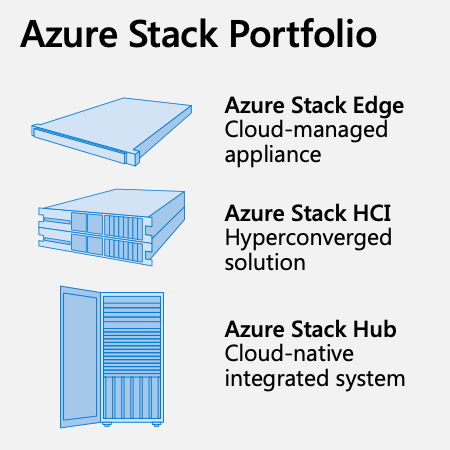 Azure Stack Portfolio
Azure Stack Edge
Cloud-managed
appliance
Azure Stack HCI
Hyperconverged
solution
Azure Stack Hub
Cloud-native
integrated system